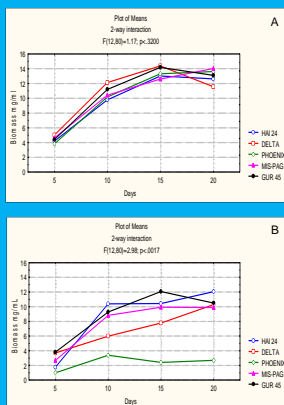 Plot of Means
2-way interaction
F(12,80)=1.17; p<.3200
A
Biomass mg/ml
16
14
12
10
8
6
4
2
0
5 10 15 20
Days
HAI 24
DELTA
PHOENIX
MIS-PAG
GUR 45
Plot of Means
2-way interaction
F(12,80)=2.98; p<.0017
B
Biomass mg/mL
16
14
12
10
8
6
4
2
0
5 10 15 20
Days
HAI24
DELTA
PHOENIX
MIS-PAG
GUR 45